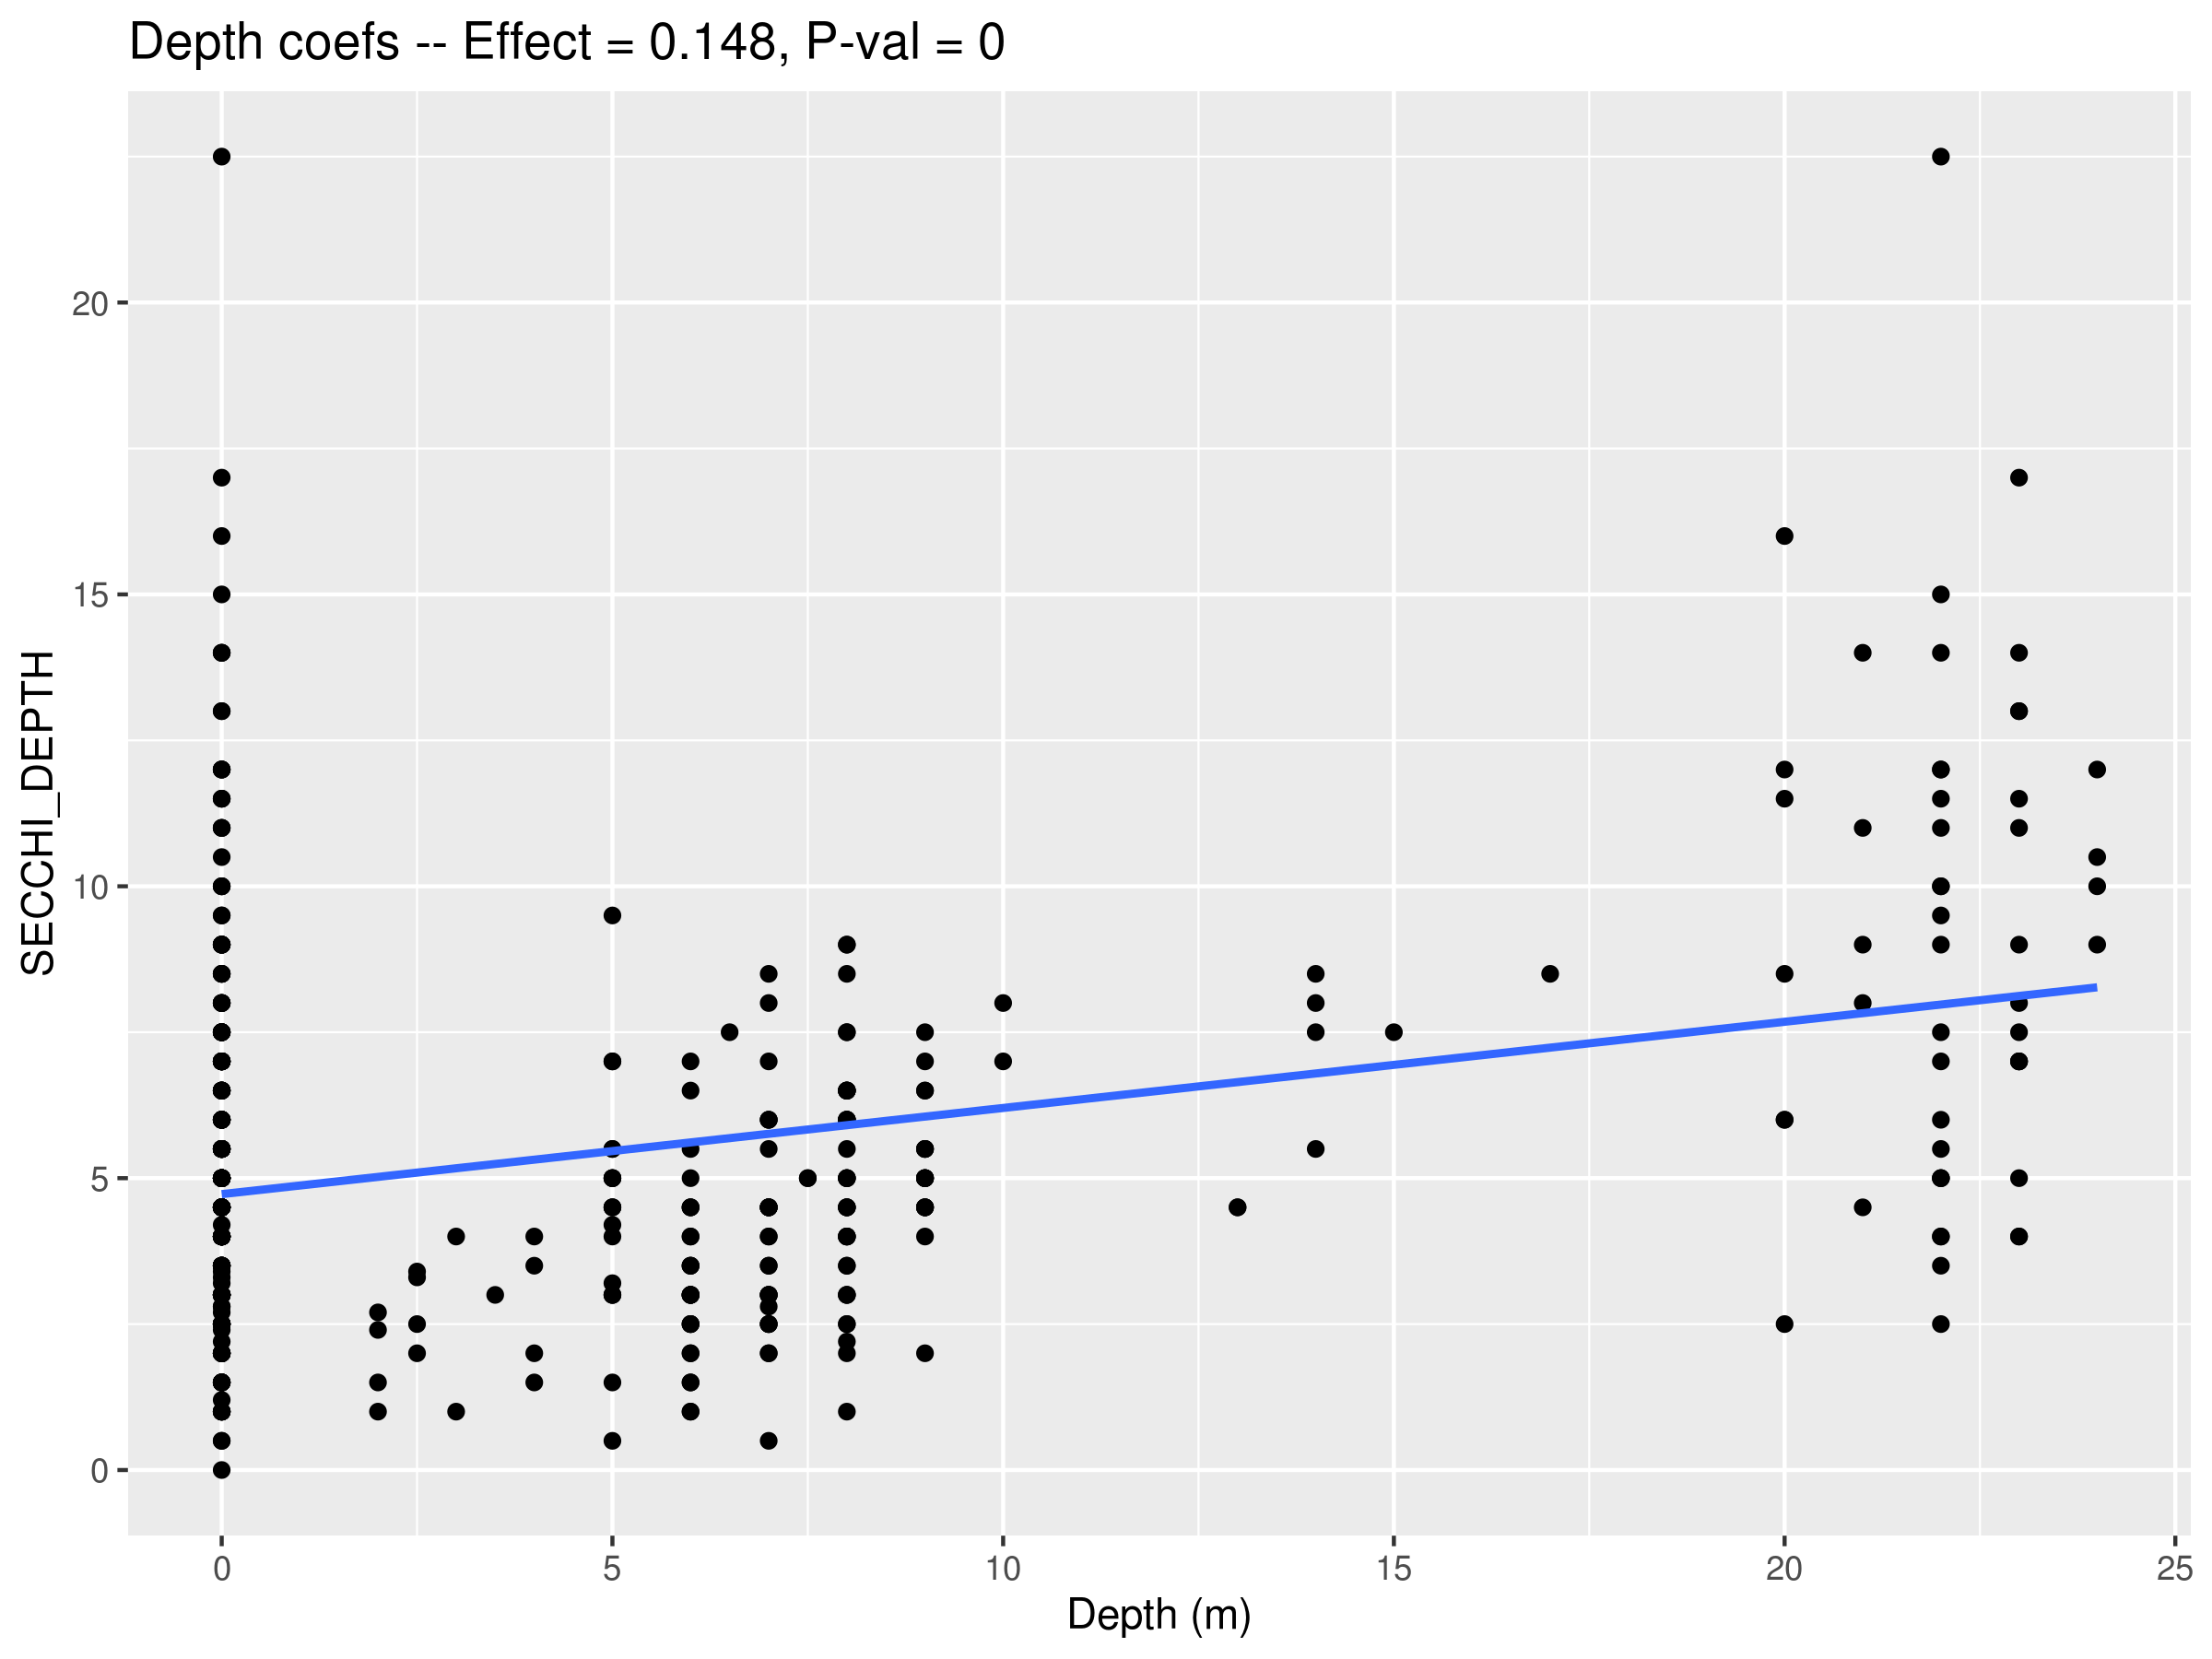 Depth coefs -- Effect = 0.148, P-val = 0
SECCHI_DEPTH
20
15
10
5
0
0 5 10 15 20 25
Depth (m)